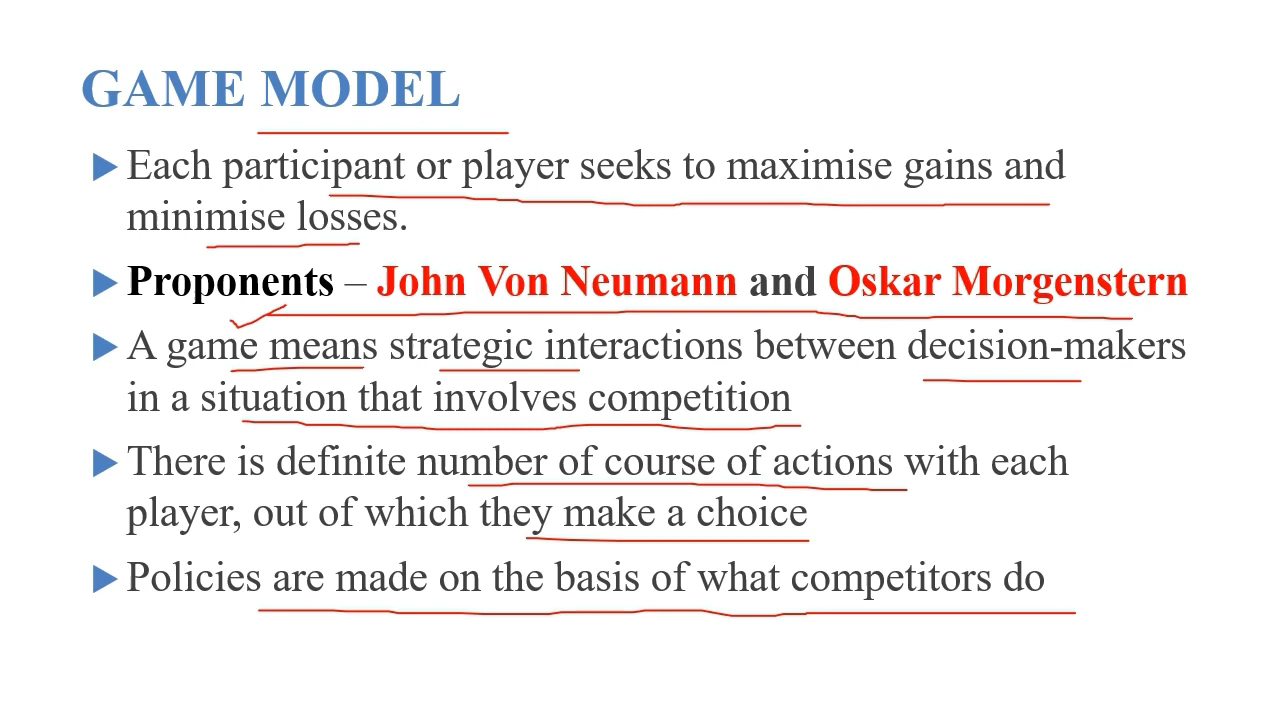 GAME MODEL
Each participant or player seeks to maximise gains and
minimise losses.
Proponents – John Von Neumann and Oskar Morgenstern
A game means strategic interactions between decision-makers
in a situation that involves competition
There is definite number of course of actions with each
player, out of which they make a choice
Policies are made on the basis of what competitors do